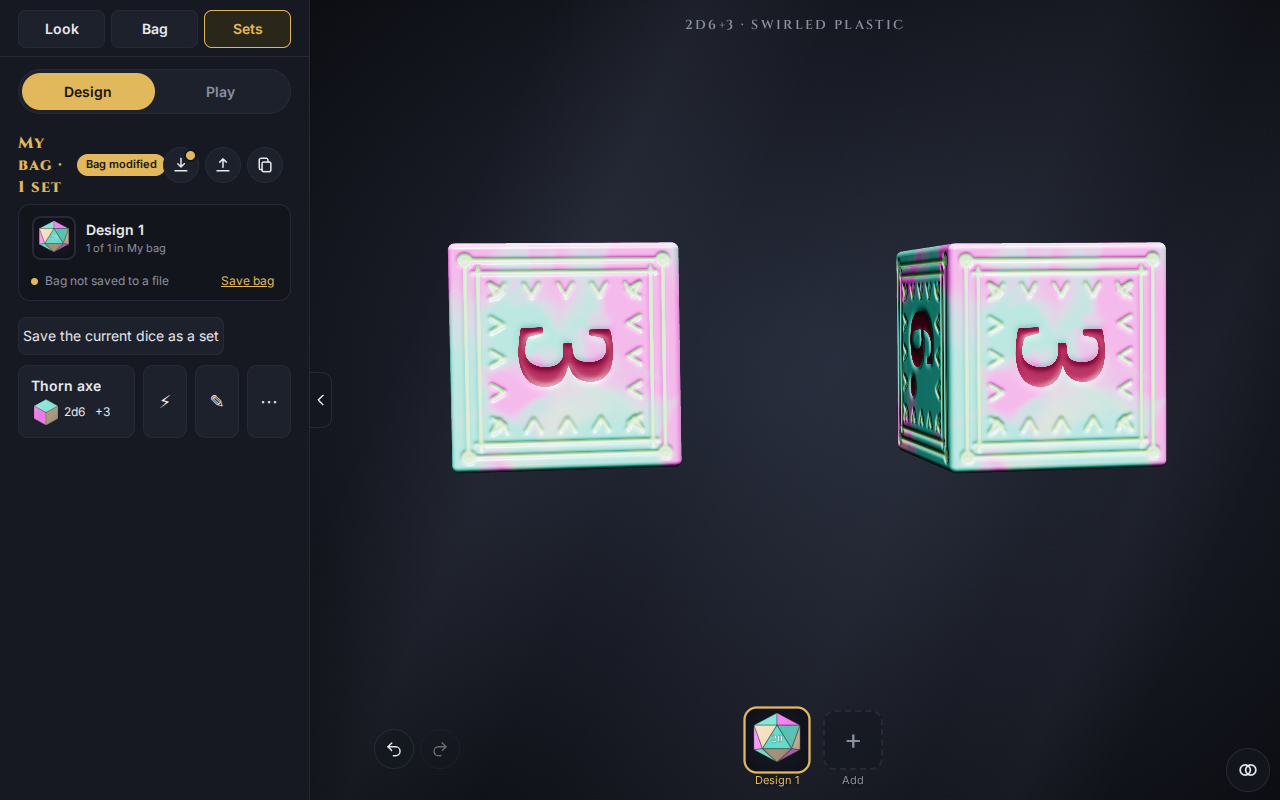 Look
Bag
Sets
2D6+3 · SWIRLED PLASTIC
Design
Play
My bag · 1 set
Bag modified
Design 1
1 of 1 in My bag
Bag not saved to a file
Save bag
Save the current dice as a set
Thorn axe
2d6 +3
3
3
20
Design 1
Add